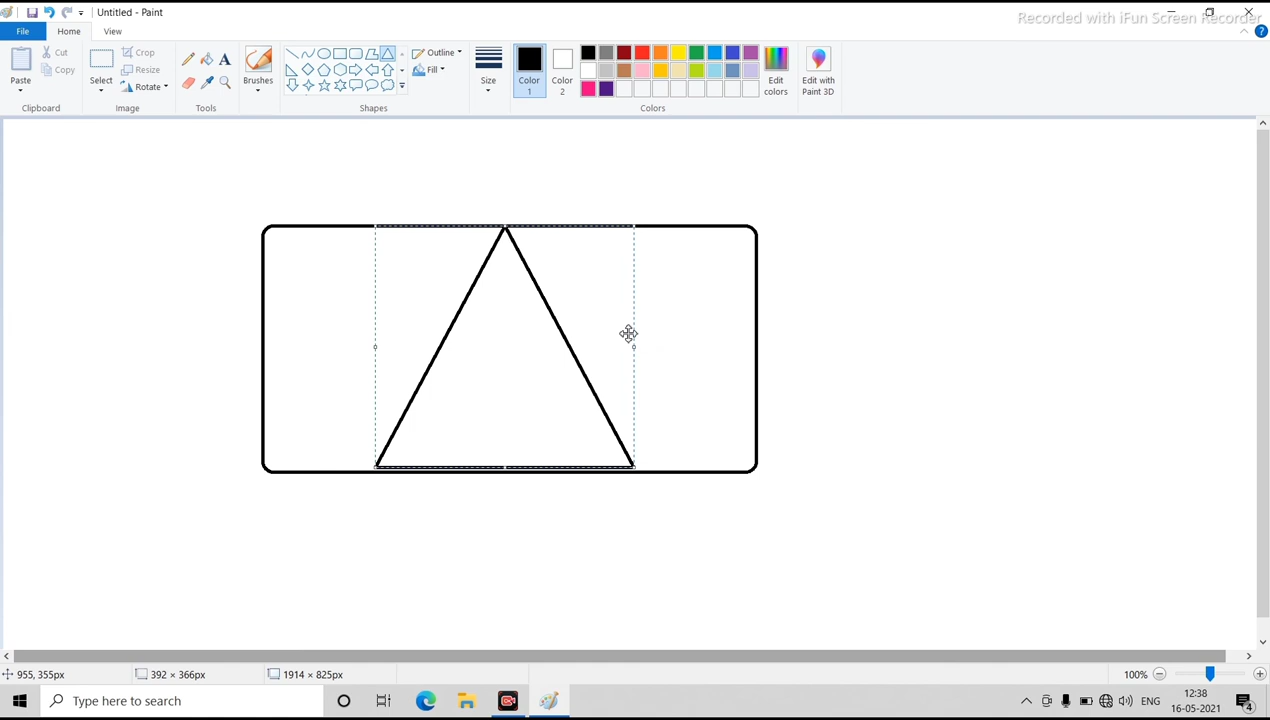 Untitled - Paint
Recorded with iFun Screen Recorder
File
Home
View
Paste
Cut
Copy
Clipboard
Select
Crop
Resize
Rotate
Image
A
Tools
Brushes
Outline
Fill
Shapes
Size
Color
1
Color
2
Edit
colors
Colors
Edit with
Paint 3D
955, 355px
392 × 366px
1914 × 825px
100%
Type here to search
ENG
12:38
16-05-2021
4